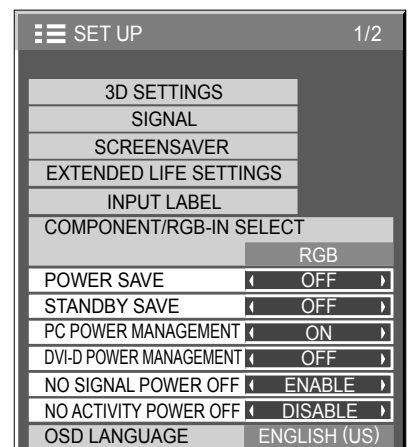 SET UP 1/2
3D SETTINGS
SIGNAL
SCREENSAVER
EXTENDED LIFE SETTINGS
INPUT LABEL
COMPONENT/RGB-IN SELECT
RGB
POWER SAVE OFF
STANDBY SAVE OFF
PC POWER MANAGEMENT ON
DVI-D POWER MANAGEMENT OFF
NO SIGNAL POWER OFF ENABLE
NO ACTIVITY POWER OFF DISABLE
OSD LANGUAGE ENGLISH (US)